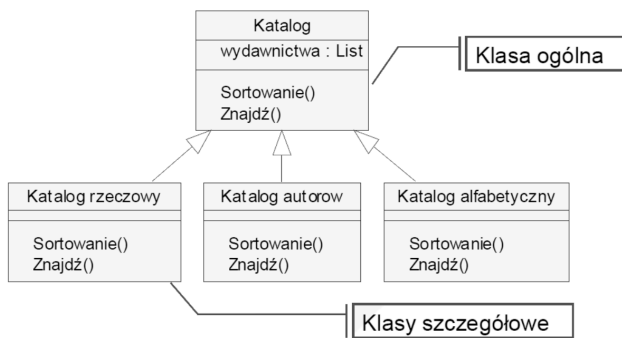 Katalog
wydawnictwa : List
Klasa ogólna
Sortowanie()
Znajdź()
Katalog rzeczowy
Sortowanie()
Znajdź()
Katalog autorow
Sortowanie()
Znajdź()
Katalog alfabetyczny
Sortowanie()
Znajdź()
Klasy szczegółowe